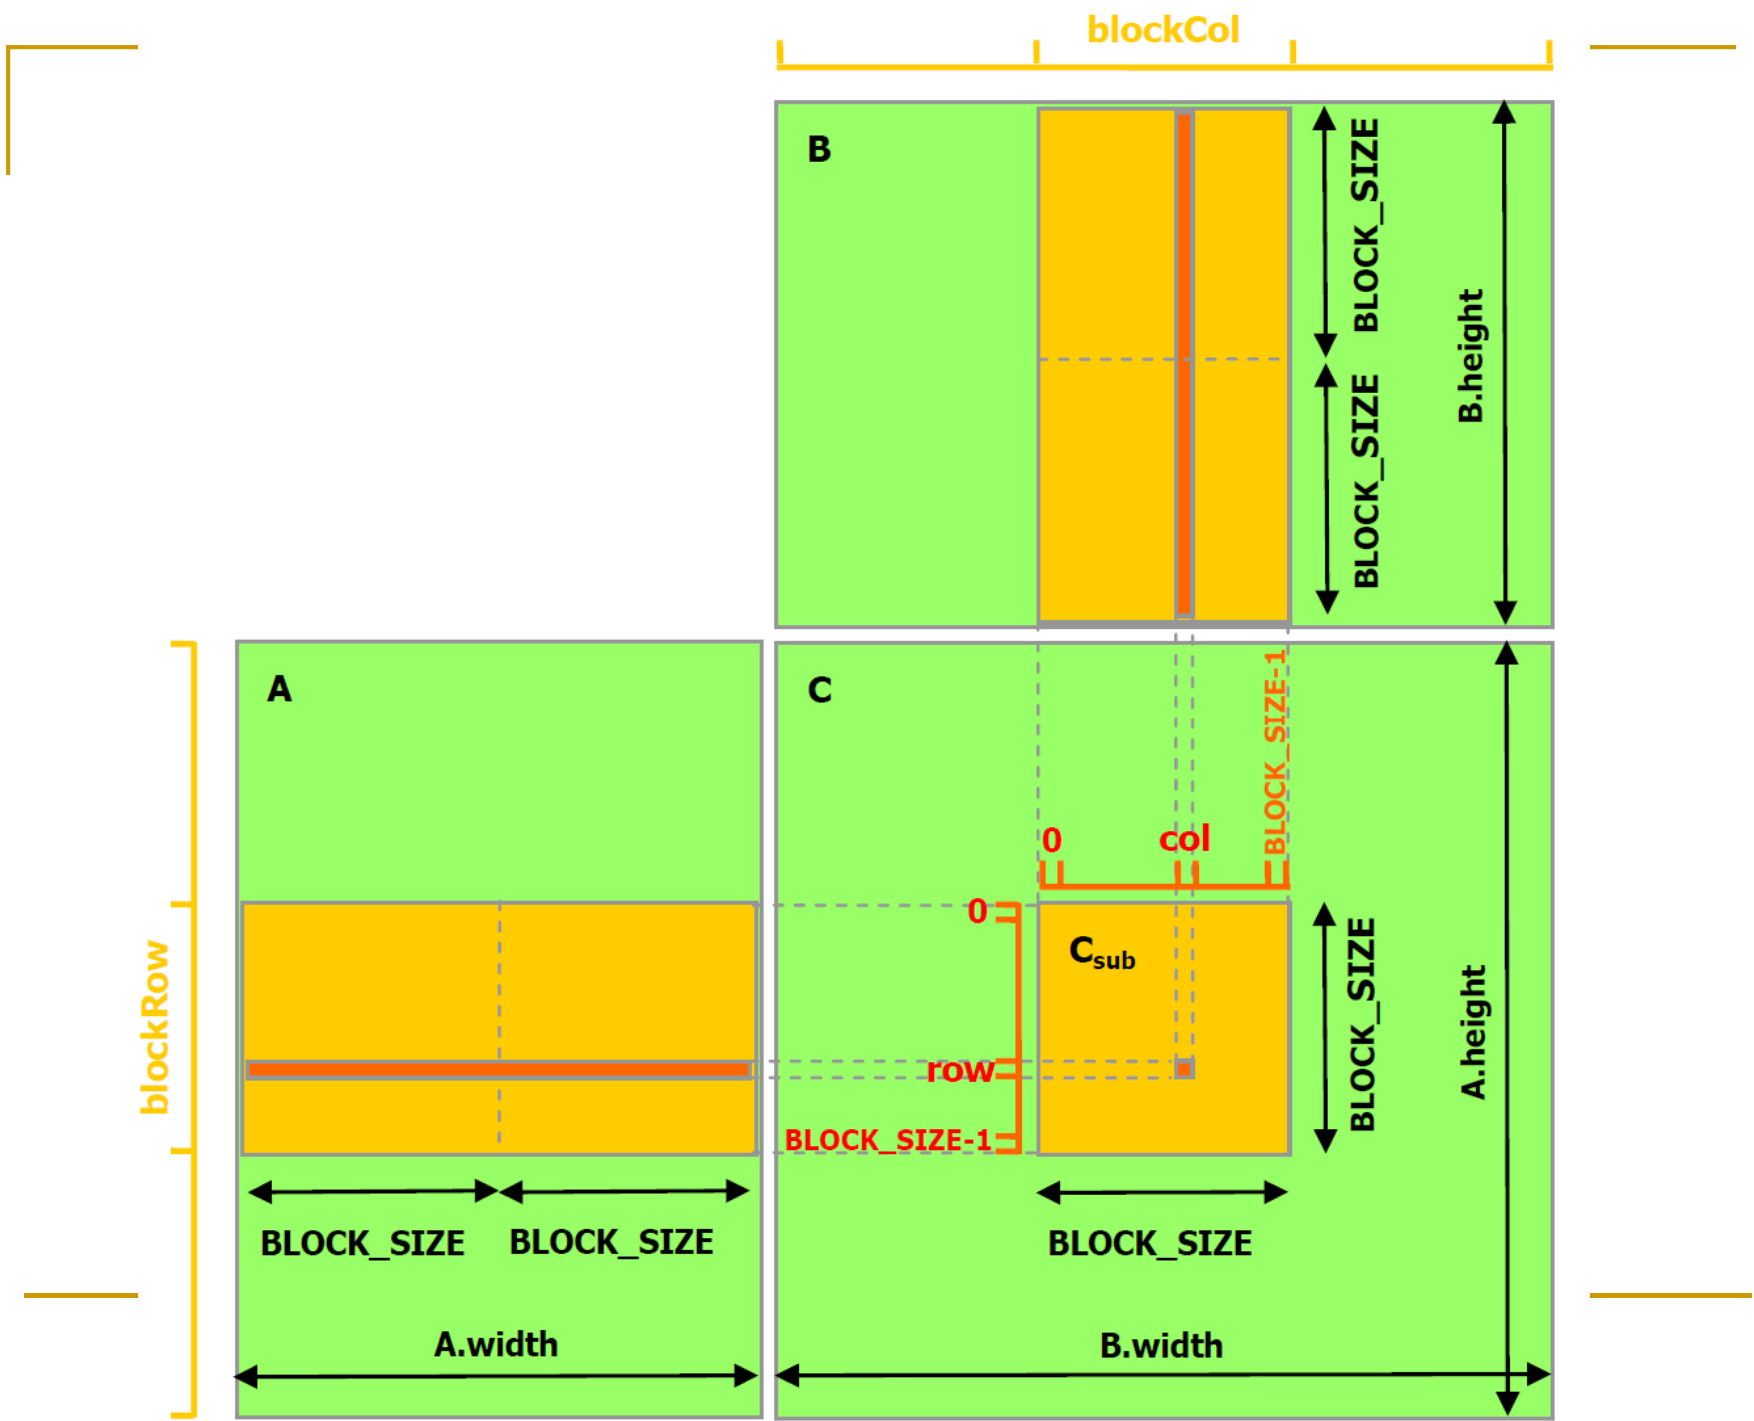 blockCol
B
BLOCK_SIZE
BLOCK_SIZE
B.height
A
C
BLOCK_SIZE-1
0
col
0
Csub
row
BLOCK_SIZE-1
blockRow
BLOCK_SIZE
A.height
BLOCK_SIZE
BLOCK_SIZE
BLOCK_SIZE
A.width
B.width